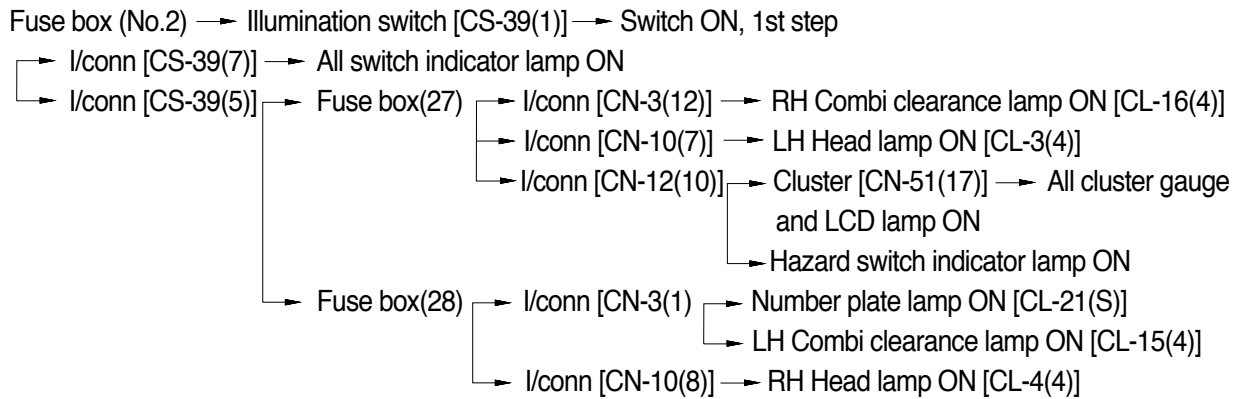 Fuse box (No.2) → Illumination switch [CS-39(1)] → Switch ON, 1st step
I/conn [CS-39(7)] → All switch indicator lamp ON
I/conn [CS-39(5)] → Fuse box(27) → I/conn [CN-3(12)] → RH Combi clearance lamp ON [CL-16(4)]
I/conn [CN-10(7)] → LH Head lamp ON [CL-3(4)]
I/conn [CN-12(10)] → Cluster [CN-51(17)] → All cluster gauge
and LCD lamp ON
Hazard switch indicator lamp ON
Fuse box(28) → I/conn [CN-3(1) → Number plate lamp ON [CL-21(S)]
LH Combi clearance lamp ON [CL-15(4)]
I/conn [CN-10(8)] → RH Head lamp ON [CL-4(4)]